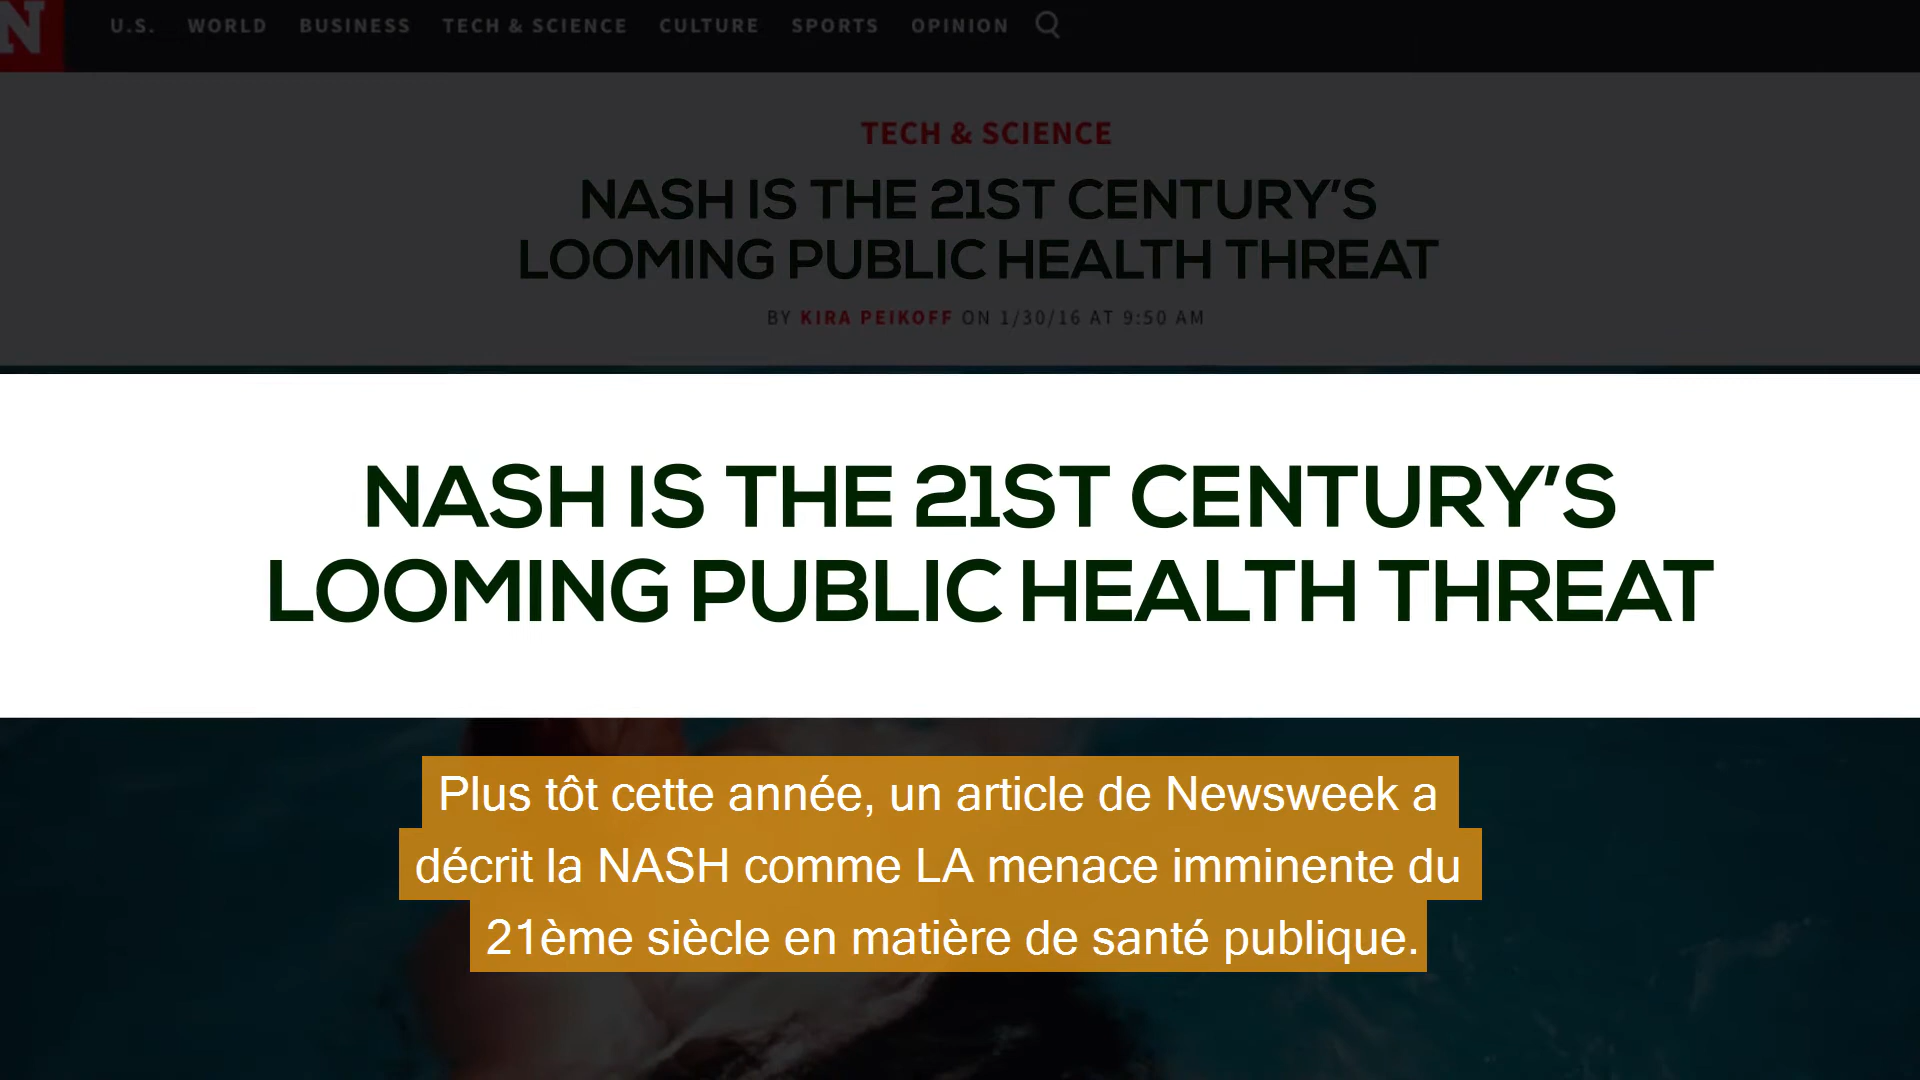 N
U.S. WORLD BUSINESS TECH & SCIENCE CULTURE SPORTS OPINION
TECH & SCIENCE
NASH IS THE 21ST CENTURY'S
LOOMING PUBLIC HEALTH THREAT
BY KIRA PEIKOFF ON 1/30/16 AT 9:50 AM
NASH IS THE 21ST CENTURY'S
LOOMING PUBLIC HEALTH THREAT
Plus tôt cette année, un article de Newsweek a
décrit la NASH comme LA menace imminente du
21ème siècle en matière de santé publique.